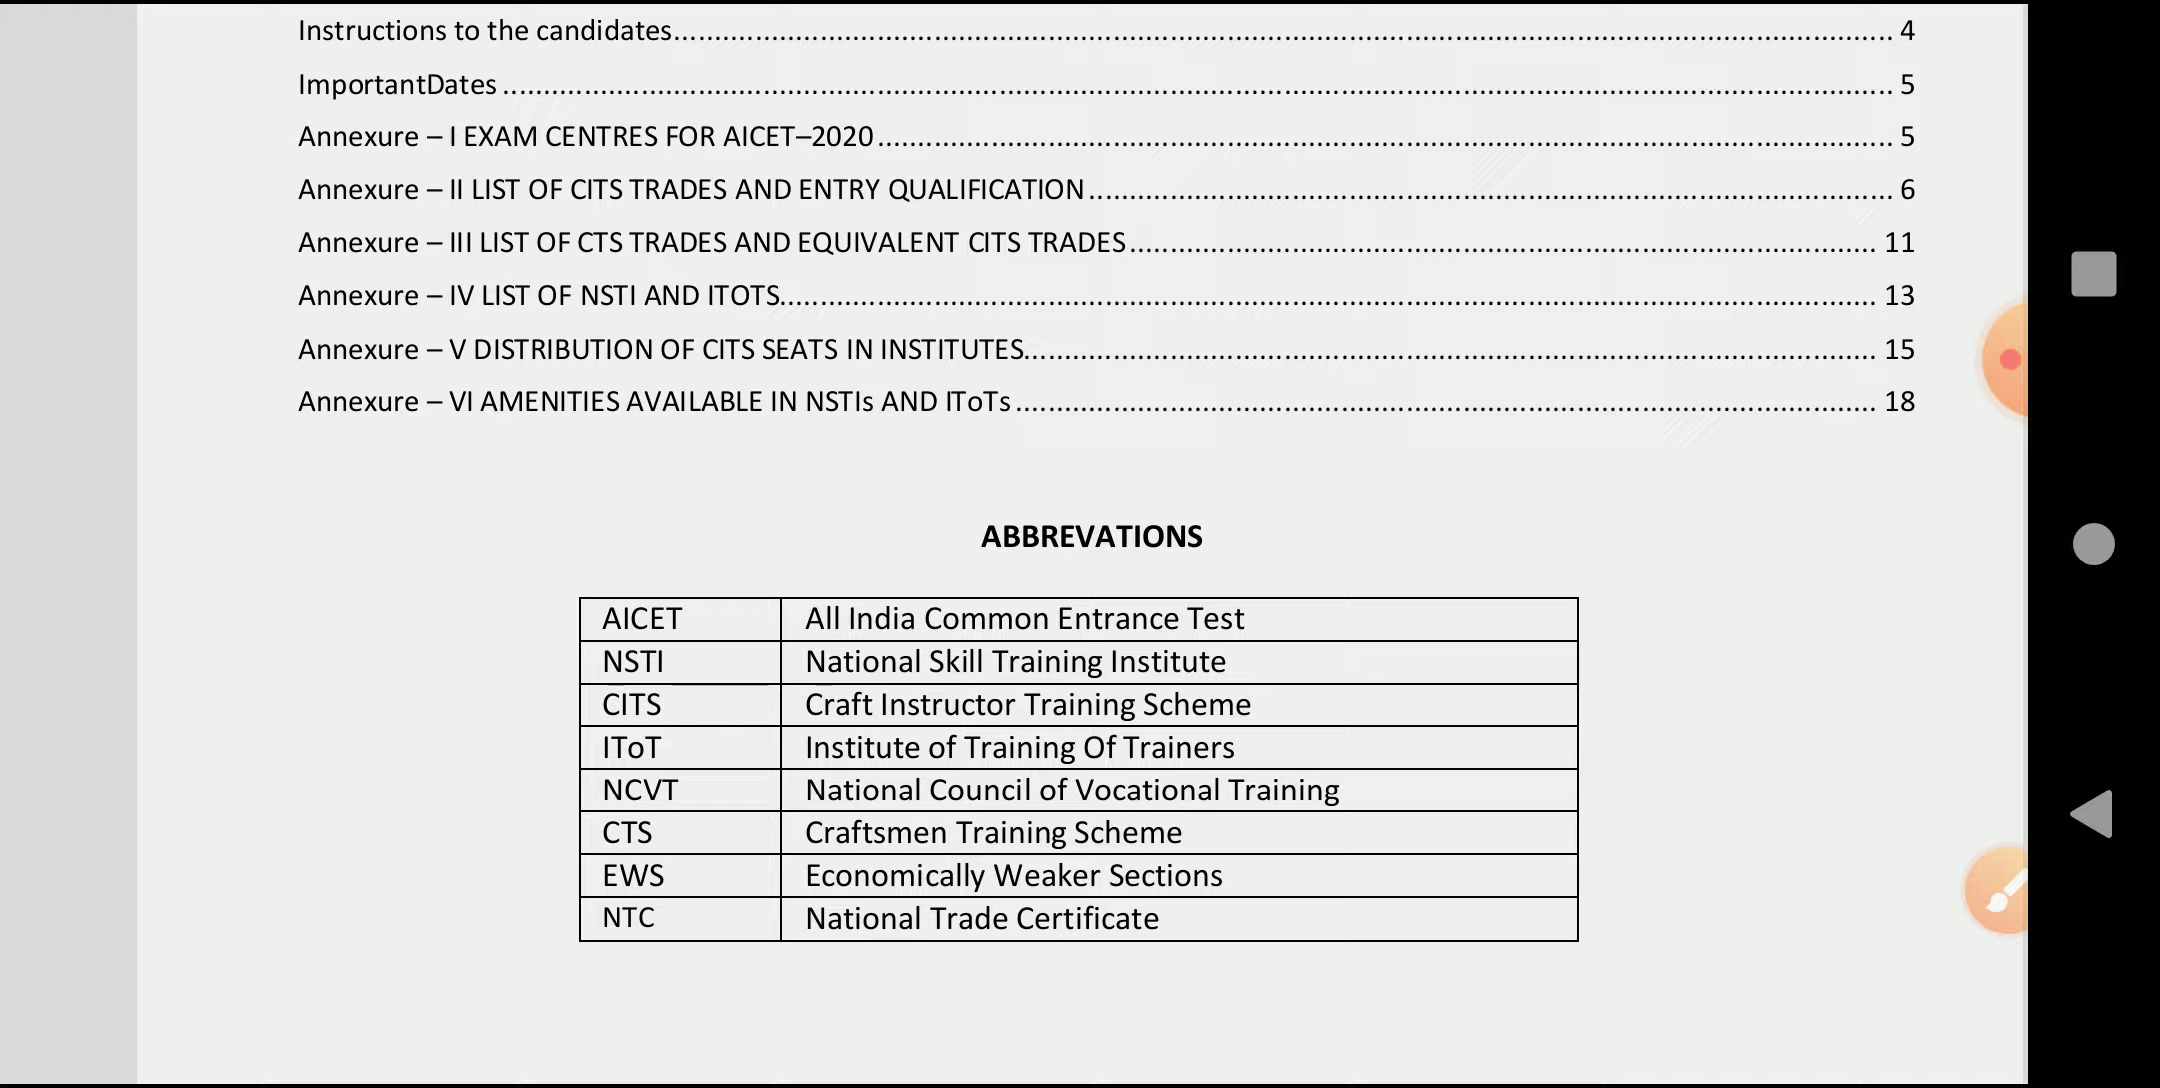 Instructions to the candidates.......................................................................................................................................... 4
ImportantDates .......................................................................................................................................... 5
Annexure – I EXAM CENTRES FOR AICET–2020 .......................................................................................................................................... 5
Annexure – II LIST OF CITS TRADES AND ENTRY QUALIFICATION .......................................................................................................................................... 6
Annexure – III LIST OF CTS TRADES AND EQUIVALENT CITS TRADES .......................................................................................................................................... 11
Annexure – IV LIST OF NSTI AND ITOTS.......................................................................................................................................... 13
Annexure – V DISTRIBUTION OF CITS SEATS IN INSTITUTES.......................................................................................................................................... 15
Annexure – VI AMENITIES AVAILABLE IN NSTIs AND IToTs .......................................................................................................................................... 18
ABBREVATIONS
AICET All India Common Entrance Test
NSTI National Skill Training Institute
CITS Craft Instructor Training Scheme
IToT Institute of Training Of Trainers
NCVT National Council of Vocational Training
CTS Craftsmen Training Scheme
EWS Economically Weaker Sections
NTC National Trade Certificate